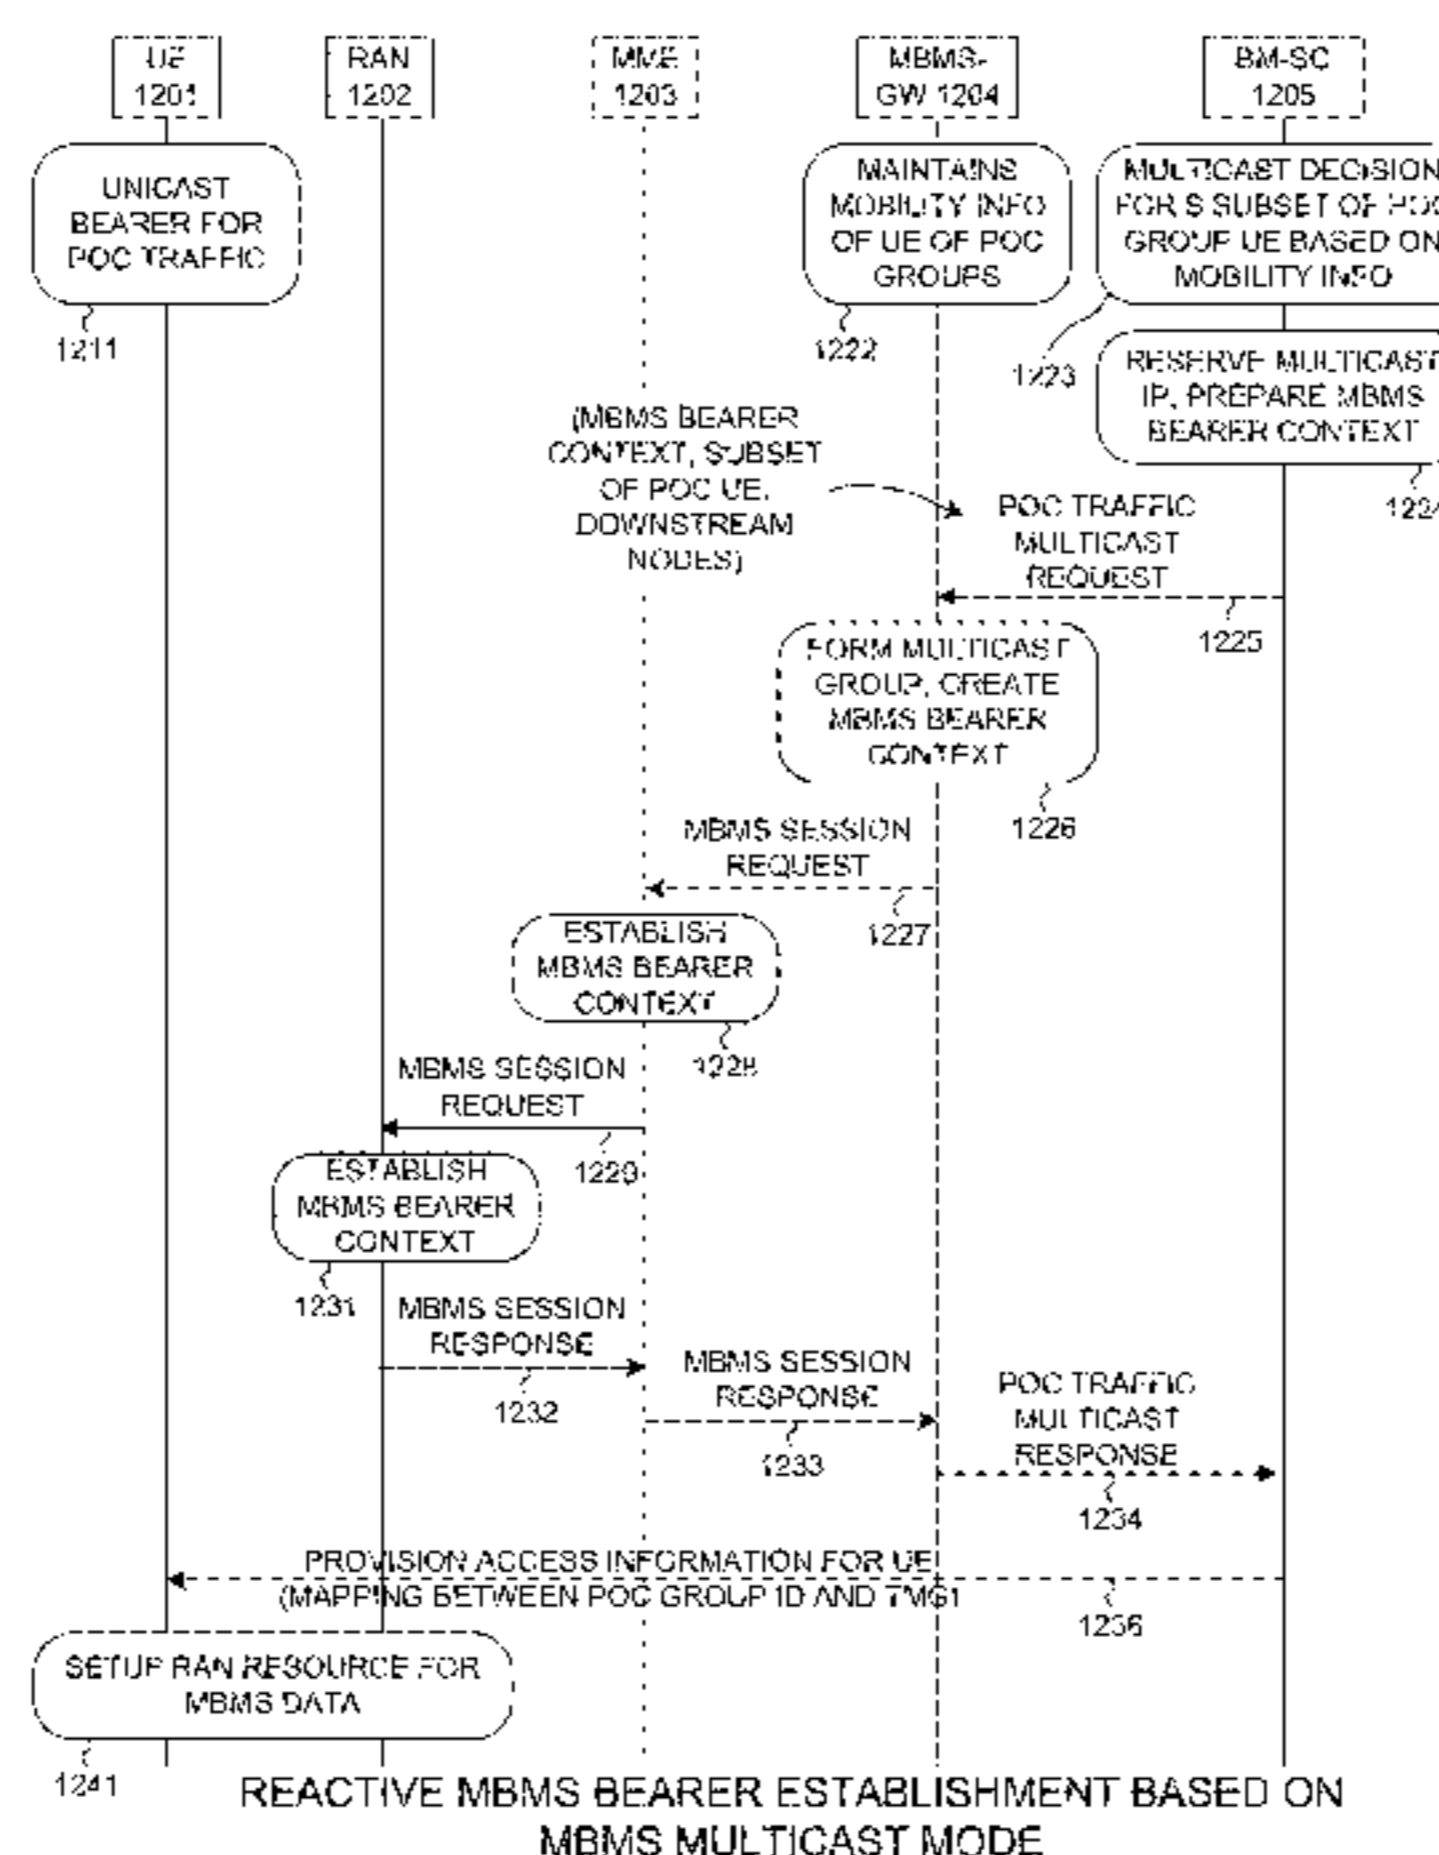 UE
1201
RAN
1202
MME
1203
MBMS-
GW 1204
BM-SC
1205
UNICAST
BEARER FOR
POC TRAFFIC
1211
MAINTAINS
MOBILITY INFO
OF UE OF POC
GROUPS
1222
MULTICAST DECISION
FOR S SUBSET OF POC
GROUP UE BASED ON
MOBILITY INFO
1223
RESERVE MULTICAST
IP, PREPARE MBMS
BEARER CONTEXT
(MBMS BEARER
CONTEXT, SUBSET
OF POC UE,
DOWNSTREAM
NODES)
POC TRAFFIC
MULTICAST
REQUEST
1225
FORM MULTICAST
GROUP, CREATE
MBMS BEARER
CONTEXT
1226
MBMS SESSION
REQUEST
1227
ESTABLISH
MBMS BEARER
CONTEXT
1228
MBMS SESSION
REQUEST
1229
ESTABLISH
MBMS BEARER
CONTEXT
1231
MBMS SESSION
RESPONSE
1232
MBMS SESSION
RESPONSE
1233
POC TRAFFIC
MULTICAST
RESPONSE
1234
PROVISION ACCESS INFORMATION FOR UE
(MAPPING BETWEEN POC GROUP ID AND TMGI
1236
SETUP RAN RESOURCE FOR
MBMS DATA
1241
REACTIVE MBMS BEARER ESTABLISHMENT BASED ON
MBMS MULTICAST MODE